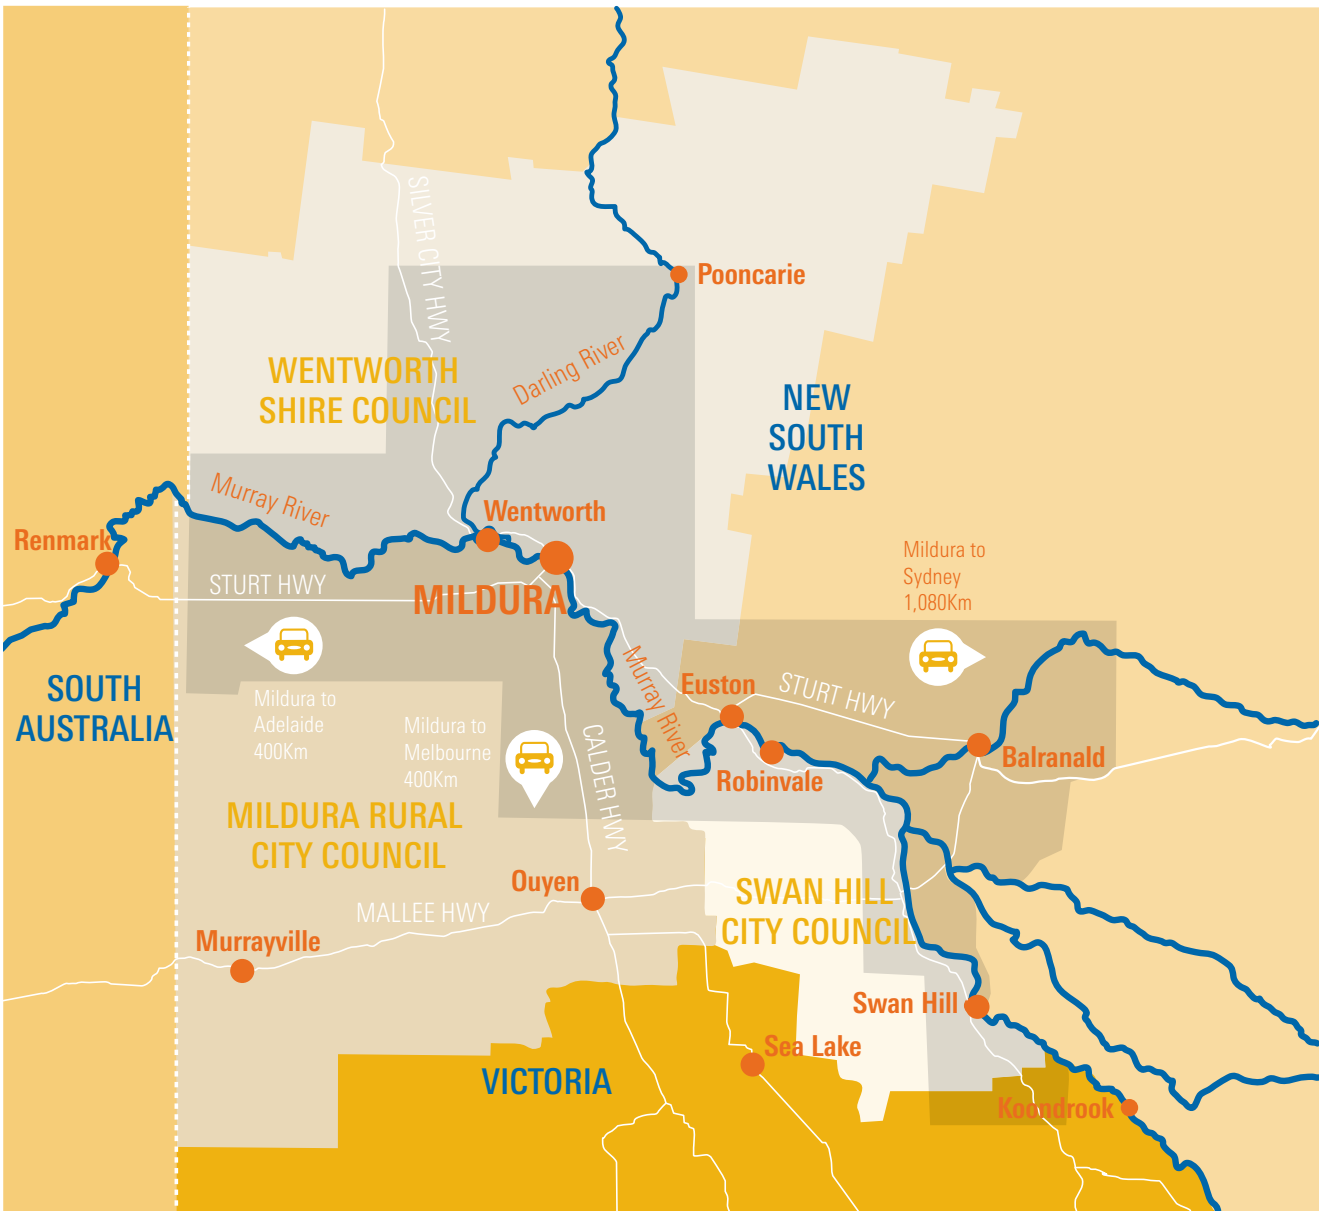 SILVER CITY HWY
Pooncarie
WENTWORTH
SHIRE COUNCIL
Darling River
NEW
SOUTH
WALES
Murray River
Wentworth
Renmark
MILDURA
STURT HWY
Mildura to
Sydney
1,080Km
SOUTH
AUSTRALIA
Mildura to
Adelaide
400Km
Mildura to
Melbourne
400Km
Murray River
Euston
STURT HWY
Robinvale
Balranald
CALDER HWY
MILDURA RURAL
CITY COUNCIL
Ouyen
SWAN HILL
CITY COUNCIL
MALLEE HWY
Murrayville
Swan Hill
Sea Lake
VICTORIA
Koondrook